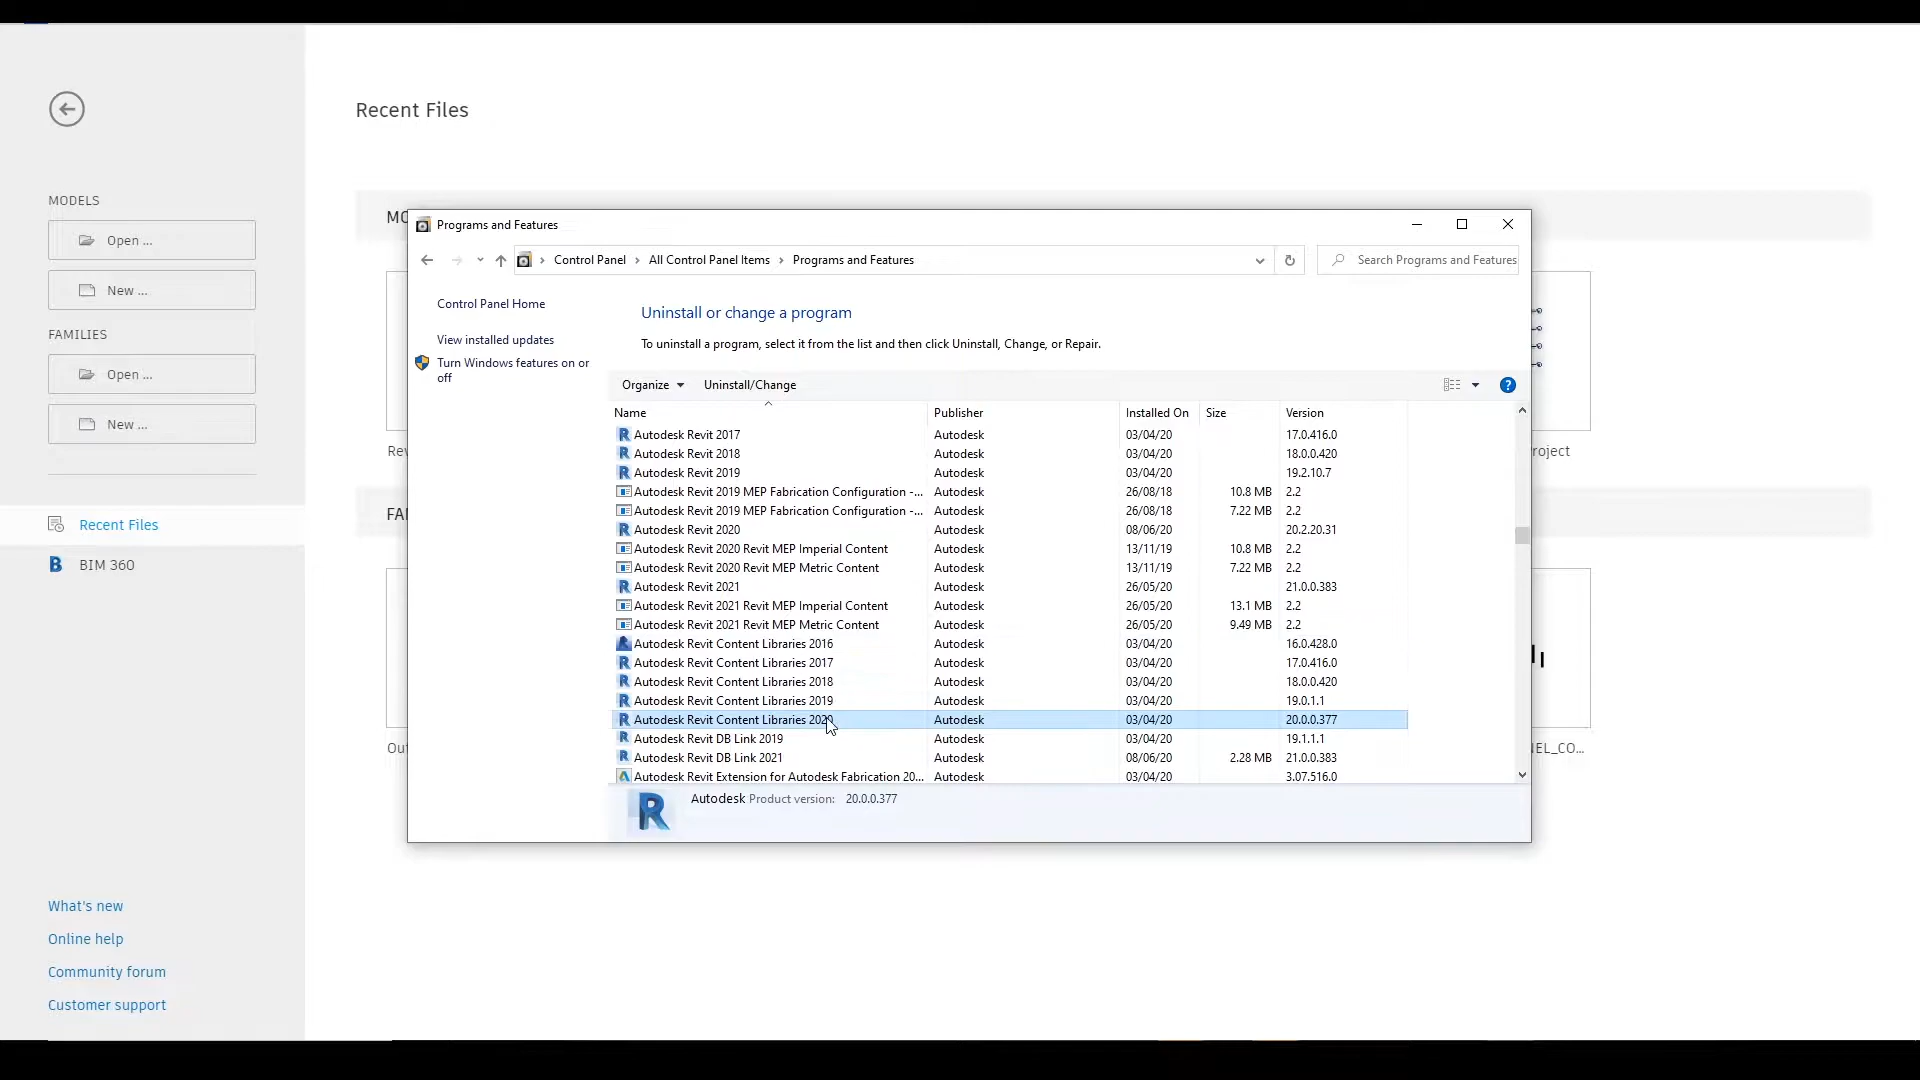 Recent Files
MODELS
Open ...
New ...
FAMILIES
Open ...
New ...
Recent Files
BIM 360
What's new
Online help
Community forum
Customer support
MO
Programs and Features
Control Panel > All Control Panel Items > Programs and Features
Search Programs and Features
Control Panel Home
View installed updates
Turn Windows features on or
off
Uninstall or change a program
To uninstall a program, select it from the list and then click Uninstall, Change, or Repair.
Organize Uninstall/Change
Name Publisher Installed On Size Version
Autodesk Revit 2017 Autodesk 03/04/20 17.0.416.0
Autodesk Revit 2018 Autodesk 03/04/20 18.0.0.420
Autodesk Revit 2019 Autodesk 03/04/20 19.2.10.7
Autodesk Revit 2019 MEP Fabrication Configuration -... Autodesk 26/08/18 10.8 MB 2.2
Autodesk Revit 2019 MEP Fabrication Configuration -... Autodesk 26/08/18 7.22 MB 2.2
Autodesk Revit 2020 Autodesk 08/06/20 20.2.20.31
Autodesk Revit 2020 Revit MEP Imperial Content Autodesk 13/11/19 10.8 MB 2.2
Autodesk Revit 2020 Revit MEP Metric Content Autodesk 13/11/19 7.22 MB 2.2
Autodesk Revit 2021 Autodesk 26/05/20 21.0.0.383
Autodesk Revit 2021 Revit MEP Imperial Content Autodesk 26/05/20 13.1 MB 2.2
Autodesk Revit 2021 Revit MEP Metric Content Autodesk 26/05/20 9.49 MB 2.2
Autodesk Revit Content Libraries 2016 Autodesk 03/04/20 16.0.428.0
Autodesk Revit Content Libraries 2017 Autodesk 03/04/20 17.0.416.0
Autodesk Revit Content Libraries 2018 Autodesk 03/04/20 18.0.0.420
Autodesk Revit Content Libraries 2019 Autodesk 03/04/20 19.0.1.1
Autodesk Revit Content Libraries 2020 Autodesk 03/04/20 20.0.0.377
Autodesk Revit DB Link 2019 Autodesk 03/04/20 19.1.1.1
Autodesk Revit DB Link 2021 Autodesk 08/06/20 2.28 MB 21.0.0.383
Autodesk Revit Extension for Autodesk Fabrication 20... Autodesk 03/04/20 3.07.516.0
Autodesk Product version: 20.0.0.377
Rev
roject
FAM
Out
EL_CO...